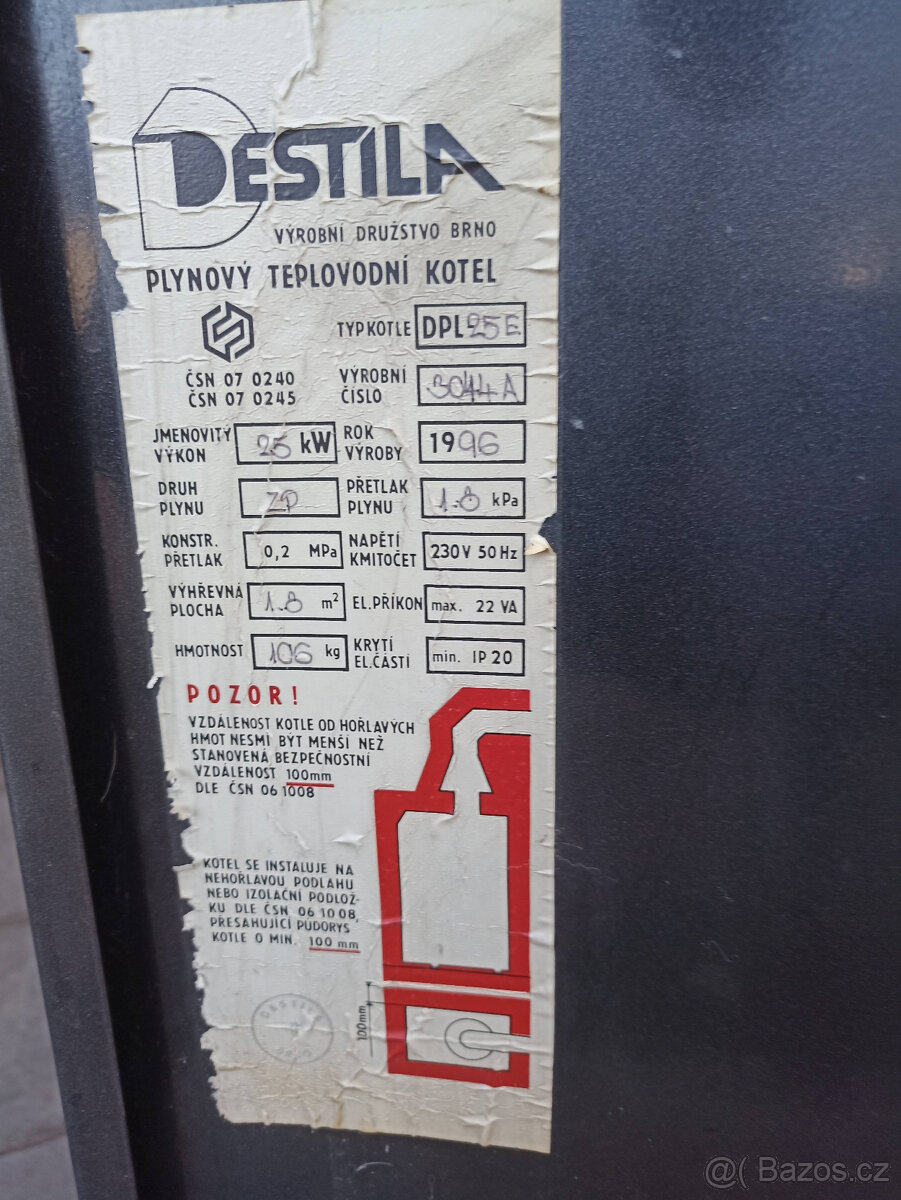 DESTILA
VÝROBNÍ DRUŽSTVO BRNO
PLYNOVÝ TEPLOVODNÍ KOTEL
TYP KOTLE DPL 25E
ČSN 07 0240
ČSN 07 0245
VÝROBNÍ
ČÍSLO 3044 A
JMENOVITÝ
VÝKON 25 kW
ROK
VÝROBY 1996
DRUH
PLYNU ZP
PŘETLAK
PLYNU 1.8 kPa
KONSTR.
PŘETLAK 0,2 MPa
NAPĚTÍ
KMITOČET 230V 50Hz
VÝHŘEVNÁ
PLOCHA 1.8 m²
EL.PŘÍKON max. 22 VA
HMOTNOST 106 kg
KRYTÍ
EL.ČÁSTÍ min. IP 20
POZOR!
VZDÁLENOST KOTLE OD HOŘLAVÝCH
HMOT NESMÍ BÝT MENŠÍ NEŽ
STANOVENÁ BEZPEČNOSTNÍ
VZDÁLENOST 100mm
DLE ČSN 06 1008
KOTEL SE INSTALUJE NA
NEHOŘLAVOU PODLAHU
NEBO IZOLAČNÍ PODLOŽ-
KU DLE ČSN 06 10 08,
PŘESAHUJÍCÍ PŮDORYS
KOTLE O MIN. 100 mm
100mm
@( Bazos.cz